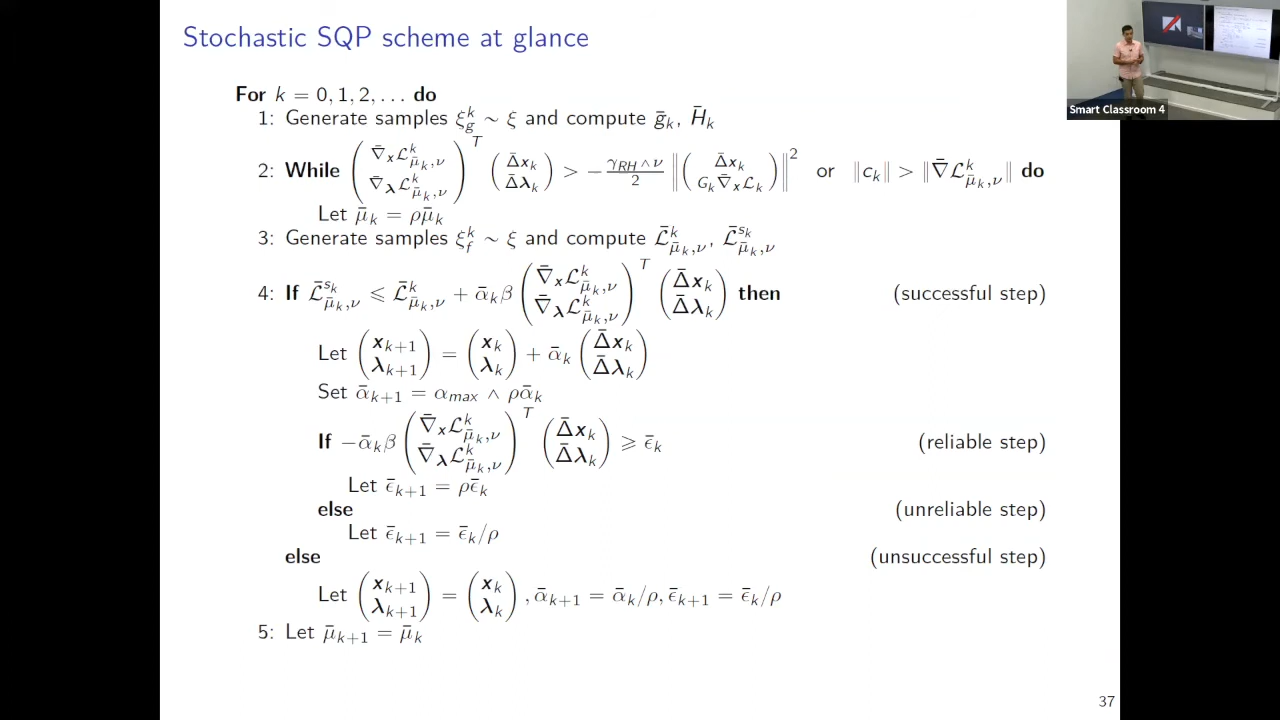 Stochastic SQP scheme at glance
Smart Classroom 4
For k = 0, 1, 2, . . . do
1: Generate samples ξ_g^k ∼ ξ and compute ḡ_k, H̄_k
2: While (∇̄_x 𝓛^k_{μ̄_k,ν} ; ∇̄_λ 𝓛^k_{μ̄_k,ν})^T (Δ̄x_k ; Δ̄λ_k) > −(γ_{RH} ∧ ν)/2 ‖(Δ̄x_k ; G_k ∇̄_x 𝓛_k)‖² or ‖c_k‖ > ‖∇̄𝓛^k_{μ̄_k,ν}‖ do
Let μ̄_k = ρμ̄_k
3: Generate samples ξ_f^k ∼ ξ and compute 𝓛̄^k_{μ̄_k,ν}, 𝓛̄^{s_k}_{μ̄_k,ν}
4: If 𝓛̄^{s_k}_{μ̄_k,ν} ⩽ 𝓛̄^k_{μ̄_k,ν} + ᾱ_k β (∇̄_x 𝓛^k_{μ̄_k,ν} ; ∇̄_λ 𝓛^k_{μ̄_k,ν})^T (Δ̄x_k ; Δ̄λ_k) then (successful step)
Let (x_{k+1} ; λ_{k+1}) = (x_k ; λ_k) + ᾱ_k (Δ̄x_k ; Δ̄λ_k)
Set ᾱ_{k+1} = α_{max} ∧ ρᾱ_k
If −ᾱ_k β (∇̄_x 𝓛^k_{μ̄_k,ν} ; ∇̄_λ 𝓛^k_{μ̄_k,ν})^T (Δ̄x_k ; Δ̄λ_k) ⩾ ϵ̄_k (reliable step)
Let ϵ̄_{k+1} = ρϵ̄_k
else (unreliable step)
Let ϵ̄_{k+1} = ϵ̄_k/ρ
else (unsuccessful step)
Let (x_{k+1} ; λ_{k+1}) = (x_k ; λ_k), ᾱ_{k+1} = ᾱ_k/ρ, ϵ̄_{k+1} = ϵ̄_k/ρ
5: Let μ̄_{k+1} = μ̄_k
37